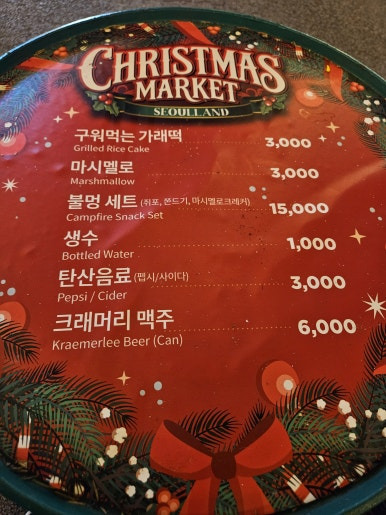 CHRISTMAS
MARKET
SEOULLAND
구워먹는 가래떡 3,000
Grilled Rice Cake
마시멜로 3,000
Marshmallow
불멍 세트 (쥐포, 쫀드기, 마시멜로크레커) 15,000
Campfire Snack Set
생수 1,000
Bottled Water
탄산음료 (펩시/사이다) 3,000
Pepsi / Cider
크래머리 맥주 6,000
Kraemerlee Beer (Can)